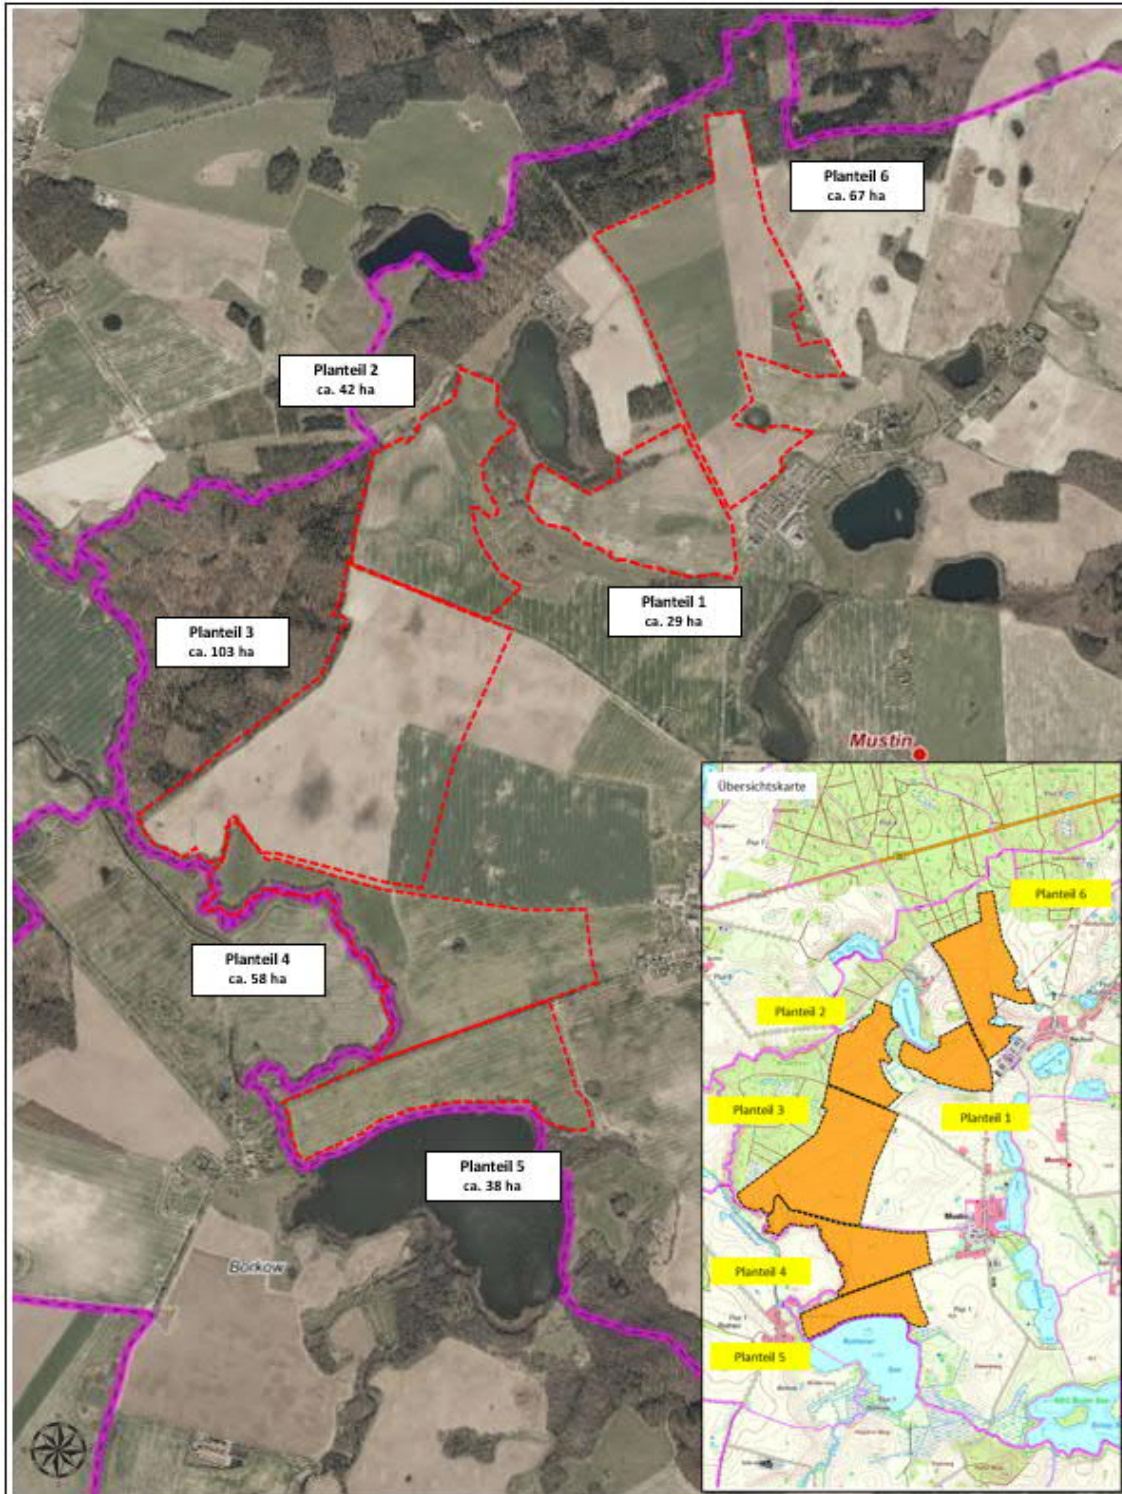 Planteil 6
ca. 67 ha
Planteil 2
ca. 42 ha
Planteil 1
ca. 29 ha
Planteil 3
ca. 103 ha
Mustin
Planteil 4
ca. 58 ha
Planteil 5
ca. 38 ha
Börkow
Übersichtskarte
Planteil 6
Planteil 2
Planteil 3
Planteil 1
Mustin
Planteil 4
Planteil 5